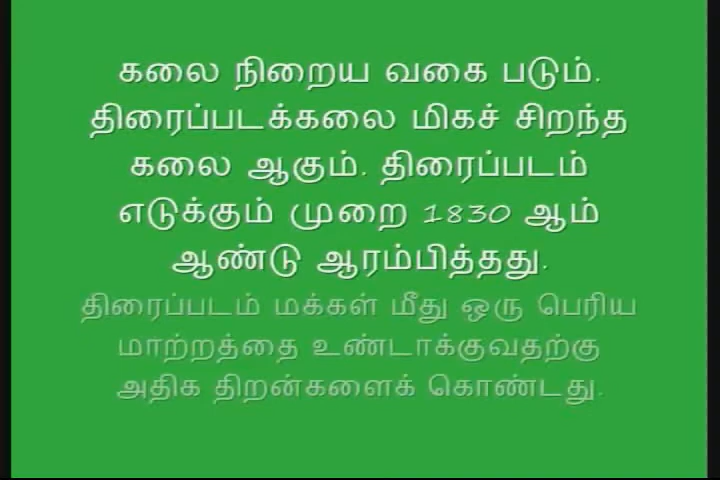 கலை நிறைய வகை படும்.
திரைப்படக்கலை மிகச் சிறந்த
கலை ஆகும். திரைப்படம்
எடுக்கும் முறை 1830 ஆம்
ஆண்டு ஆரம்பித்தது.
திரைப்படம் மக்கள் மீது ஒரு பெரிய
மாற்றத்தை உண்டாக்குவதற்கு
அதிக திறன்களைக் கொண்டது.